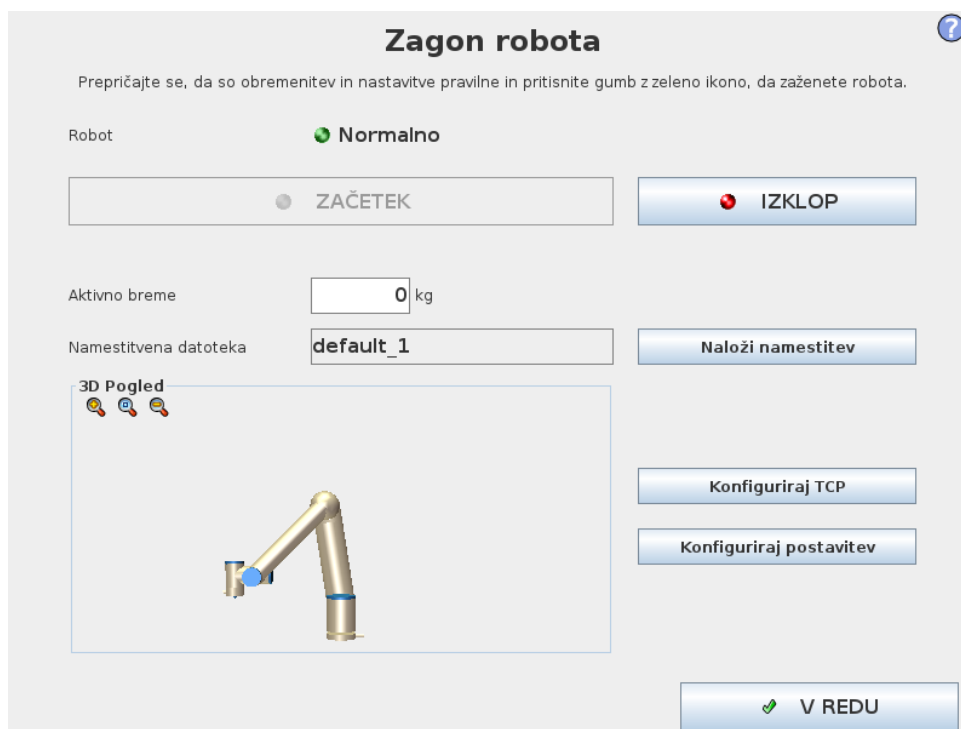 Zagon robota
?
Prepričajte se, da so obremenitev in nastavitve pravilne in pritisnite gumb z zeleno ikono, da zaženete robota.
Robot
Normalno
ZAČETEK
IZKLOP
Aktivno breme
0 kg
Namestitvena datoteka
default_1
Naloži namestitev
3D Pogled
Konfiguriraj TCP
Konfiguriraj postavitev
V REDU